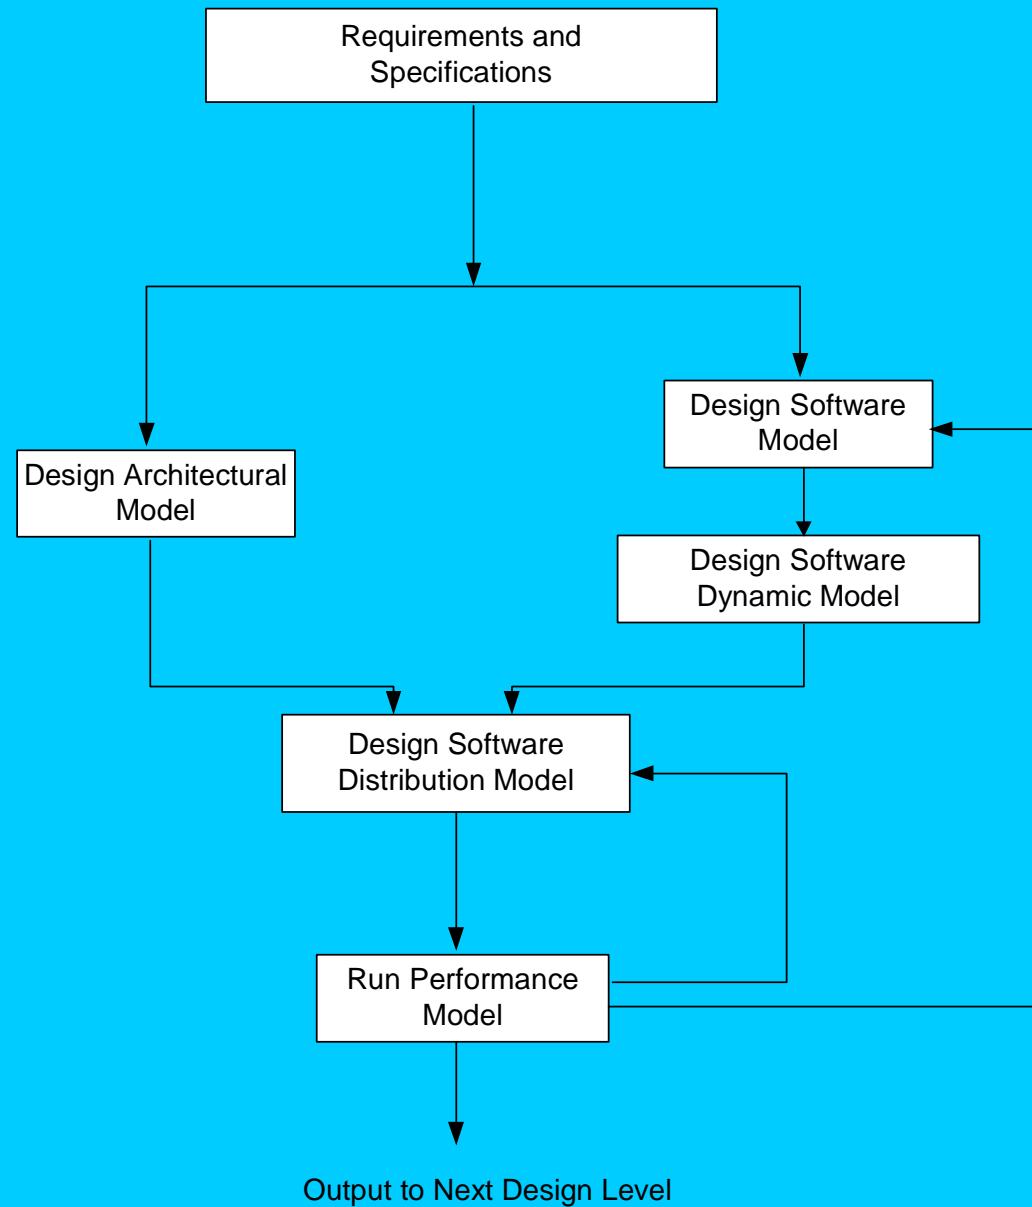 Requirements and
Specifications
Design Software
Model
Design Architectural
Model
Design Software
Dynamic Model
Design Software
Distribution Model
Run Performance
Model
Output to Next Design Level